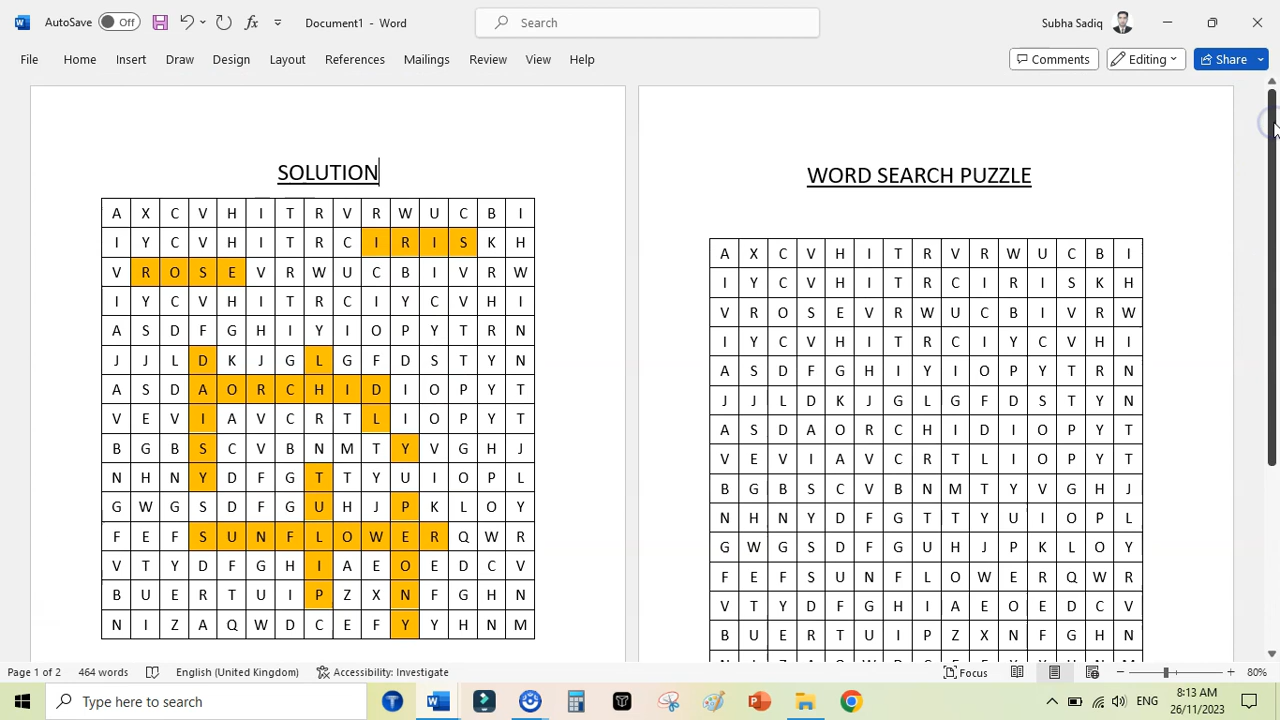 AutoSave Off Document1 - Word Search Subha Sadiq
File Home Insert Draw Design Layout References Mailings Review View Help Comments Editing Share
SOLUTION
A X C V H I T R V R W U C B I
I Y C V H I T R C I R I S K H
V R O S E V R W U C B I V R W
I Y C V H I T R C I Y C V H I
A S D F G H I Y I O P Y T R N
J J L D K J G L G F D S T Y N
A S D A O R C H I D I O P Y T
V E V I A V C R T L I O P Y T
B G B S C V B N M T Y V G H J
N H N Y D F G T T Y U I O P L
G W G S D F G U H J P K L O Y
F E F S U N F L O W E R Q W R
V T Y D F G H I A E O E D C V
B U E R T U I P Z X N F G H N
N I Z A Q W D C E F Y Y H N M
WORD SEARCH PUZZLE
A X C V H I T R V R W U C B I
I Y C V H I T R C I R I S K H
V R O S E V R W U C B I V R W
I Y C V H I T R C I Y C V H I
A S D F G H I Y I O P Y T R N
J J L D K J G L G F D S T Y N
A S D A O R C H I D I O P Y T
V E V I A V C R T L I O P Y T
B G B S C V B N M T Y V G H J
N H N Y D F G T T Y U I O P L
G W G S D F G U H J P K L O Y
F E F S U N F L O W E R Q W R
V T Y D F G H I A E O E D C V
B U E R T U I P Z X N F G H N
Page 1 of 2 464 words English (United Kingdom) Accessibility: Investigate Focus 80%
Type here to search 8:13 AM
26/11/2023